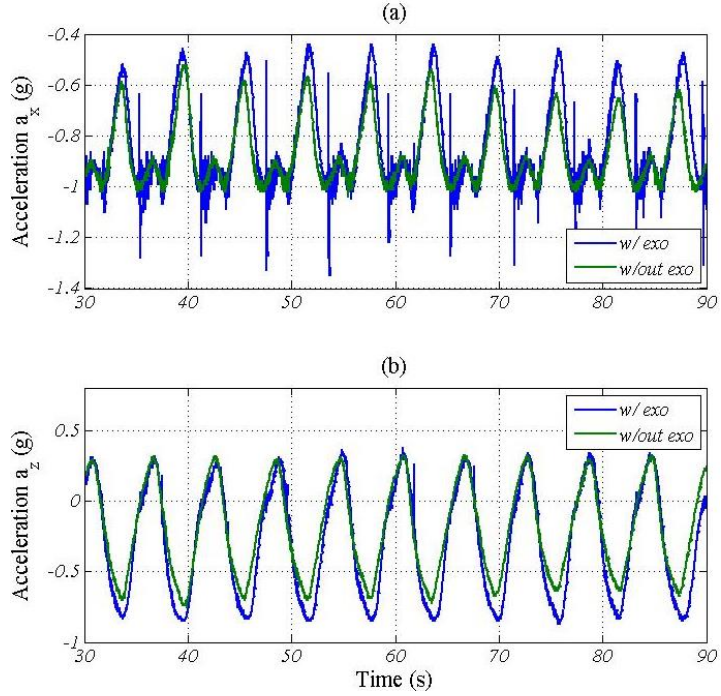 (a)
Acceleration a_x (g)
-0.4
-0.6
-0.8
-1
-1.2
-1.4
w/ exo
w/out exo
30 40 50 60 70 80 90
(b)
Acceleration a_z (g)
0.5
0
-0.5
-1
w/ exo
w/out exo
30 40 50 60 70 80 90
Time (s)